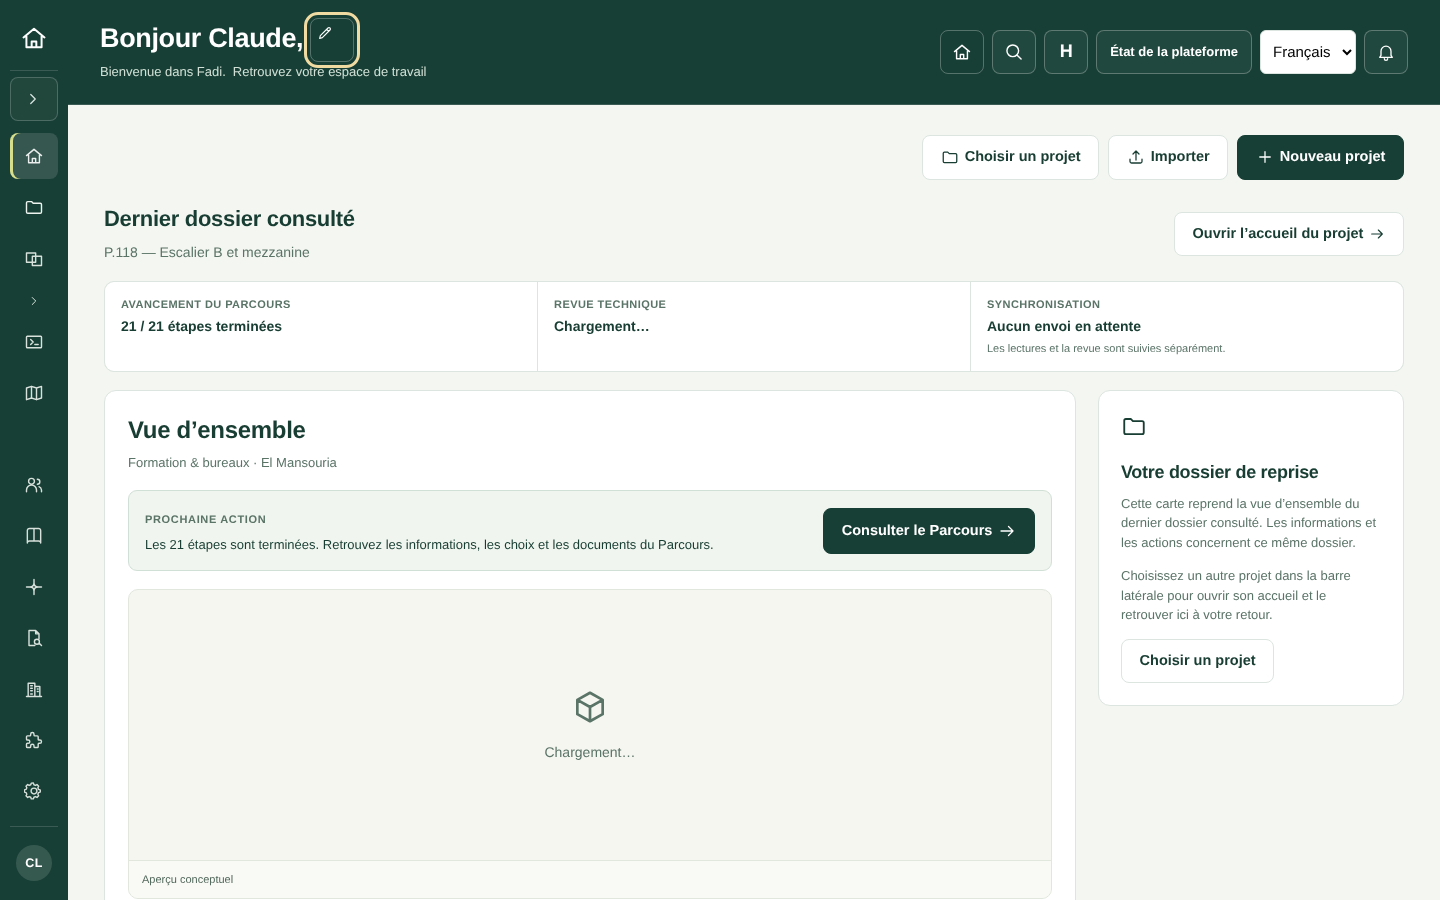 Bonjour Claude,
Bienvenue dans Fadi. Retrouvez votre espace de travail
H
État de la plateforme
Français
Choisir un projet
Importer
Nouveau projet
Dernier dossier consulté
P.118 — Escalier B et mezzanine
Ouvrir l’accueil du projet
AVANCEMENT DU PARCOURS
21 / 21 étapes terminées
REVUE TECHNIQUE
Chargement…
SYNCHRONISATION
Aucun envoi en attente
Les lectures et la revue sont suivies séparément.
Vue d’ensemble
Formation & bureaux · El Mansouria
PROCHAINE ACTION
Les 21 étapes sont terminées. Retrouvez les informations, les choix et les documents du Parcours.
Consulter le Parcours
Chargement…
Aperçu conceptuel
Votre dossier de reprise
Cette carte reprend la vue d’ensemble du
dernier dossier consulté. Les informations et
les actions concernent ce même dossier.
Choisissez un autre projet dans la barre
latérale pour ouvrir son accueil et le
retrouver ici à votre retour.
Choisir un projet
CL